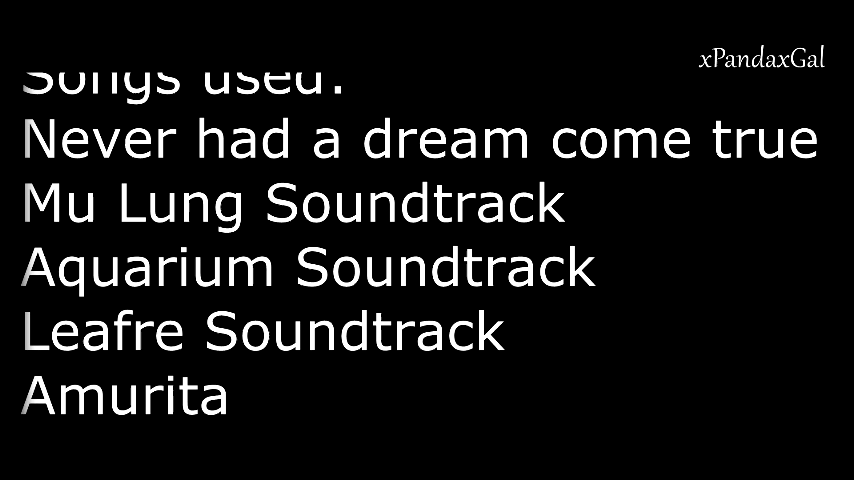 xPandaxGal
Songs used:
Never had a dream come true
Mu Lung Soundtrack
Aquarium Soundtrack
Leafre Soundtrack
Amurita